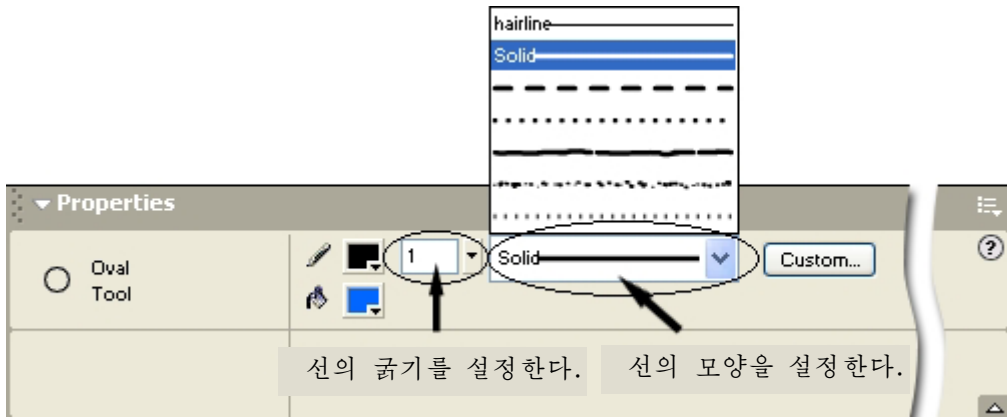 hairline
Solid
Properties
Oval
Tool
1
Solid
Custom...
?
선의 굵기를 설정한다.
선의 모양을 설정한다.